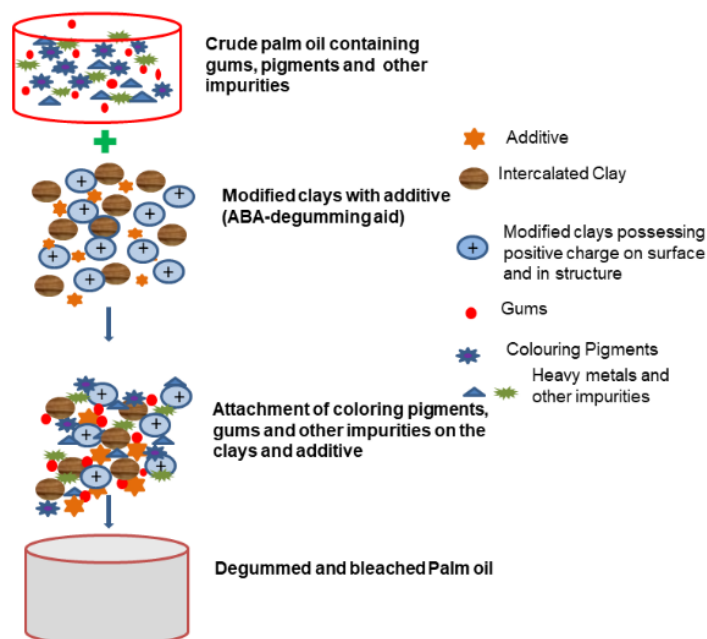 Crude palm oil containing
gums, pigments and other
impurities
Additive
Intercalated Clay
Modified clays with additive
(ABA-degumming aid)
Modified clays possessing
positive charge on surface
and in structure
Gums
Colouring Pigments
Heavy metals and
other impurities
Attachment of coloring pigments,
gums and other impurities on the
clays and additive
Degummed and bleached Palm oil